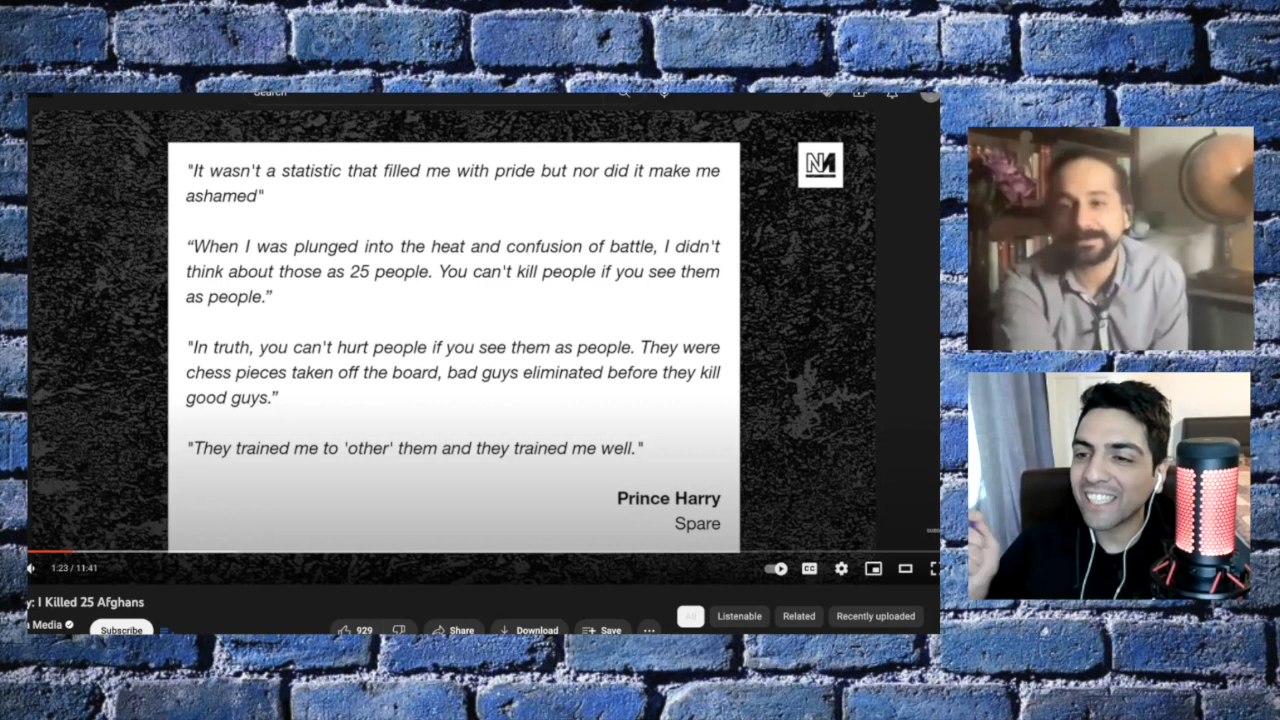 Search
"It wasn't a statistic that filled me with pride but nor did it make me
ashamed"
“When I was plunged into the heat and confusion of battle, I didn't
think about those as 25 people. You can't kill people if you see them
as people.”
"In truth, you can't hurt people if you see them as people. They were
chess pieces taken off the board, bad guys eliminated before they kill
good guys.”
"They trained me to 'other' them and they trained me well."
Prince Harry
Spare
NM
1:23 / 11:41
CC
y: I Killed 25 Afghans
Media
Subscribe
929
Share
Download
Save
...
All
Listenable
Related
Recently uploaded